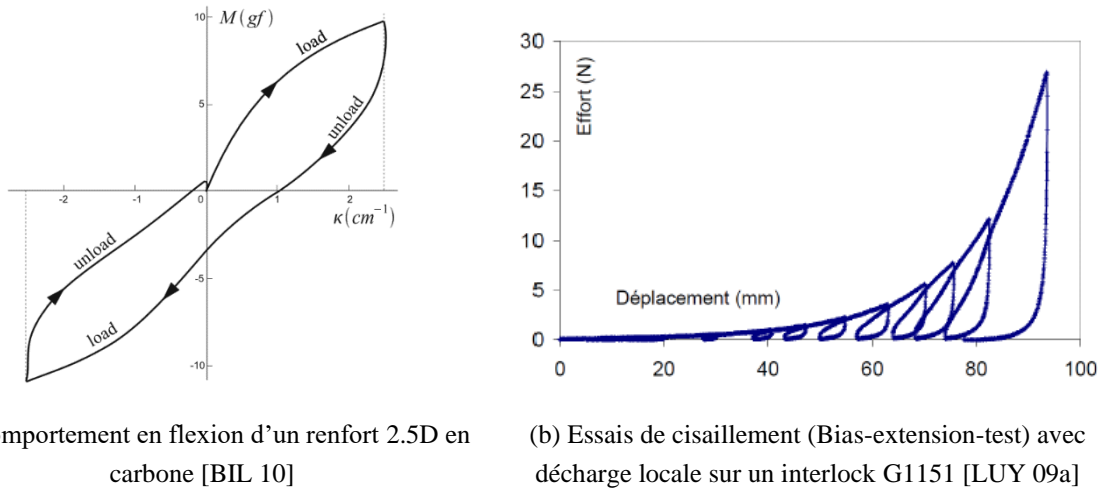 M(gf)
10
5
-5
-10
-2
-1
0
1
2
κ(cm⁻¹)
load
unload
unload
load
30
25
20
15
10
5
0
Effort (N)
Déplacement (mm)
0 20 40 60 80 100
omportement en flexion d'un renfort 2.5D en
carbone [BIL 10]
(b) Essais de cisaillement (Bias-extension-test) avec
décharge locale sur un interlock G1151 [LUY 09a]